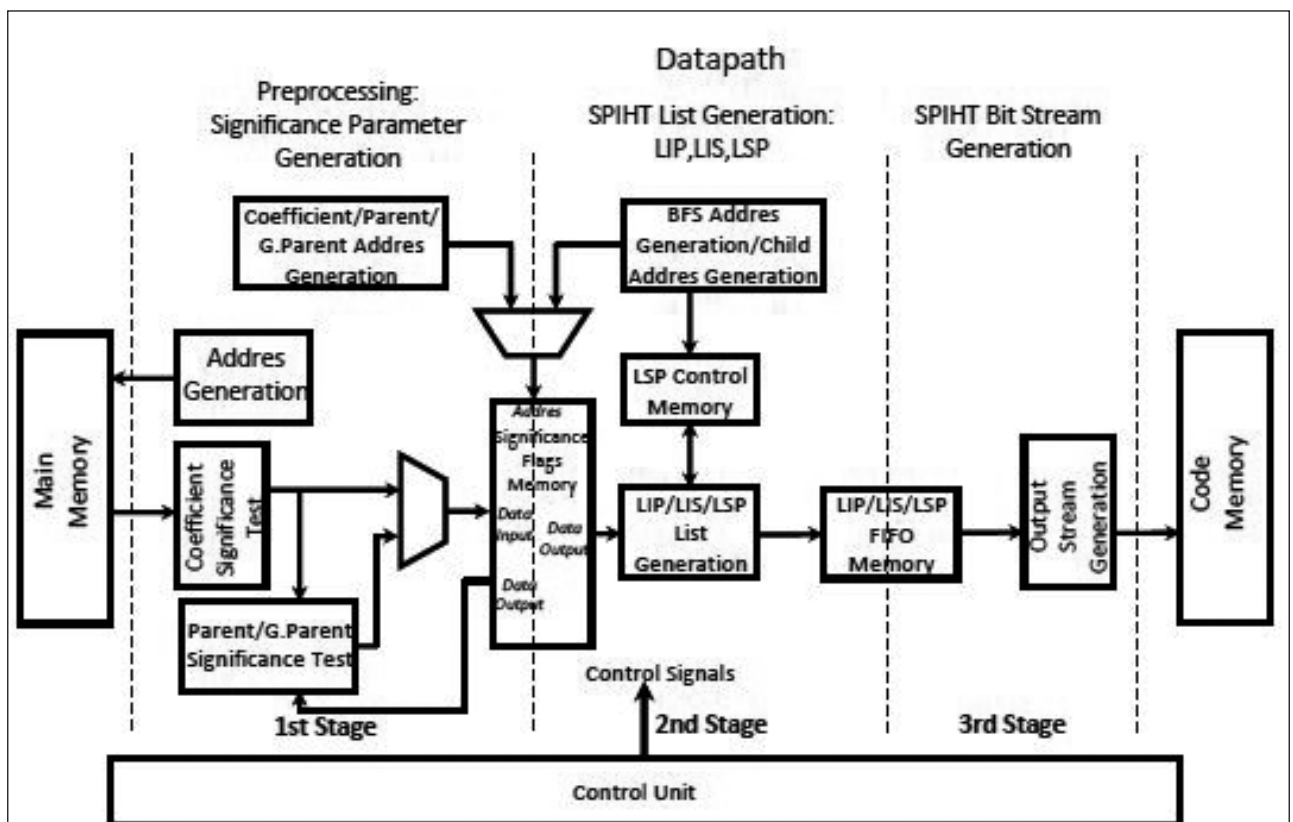 Datapath
Preprocessing:
Significance Parameter
Generation
SPIHT List Generation:
LIP,LIS,LSP
SPIHT Bit Stream
Generation
Coefficient/Parent/
G.Parent Addres
Generation
BFS Addres
Generation/Child
Addres Generation
Main
Memory
Addres
Generation
LSP Control
Memory
Code
Memory
Coefficient
Significance
Test
Addres
Significance
Flags
Memory
Data
Input
Data
Output
Data
Output
LIP/LIS/LSP
List
Generation
LIP/LIS/LSP
FIFO
Memory
Output
Stream
Generation
Parent/G.Parent
Significance Test
Control Signals
1st Stage
2nd Stage
3rd Stage
Control Unit